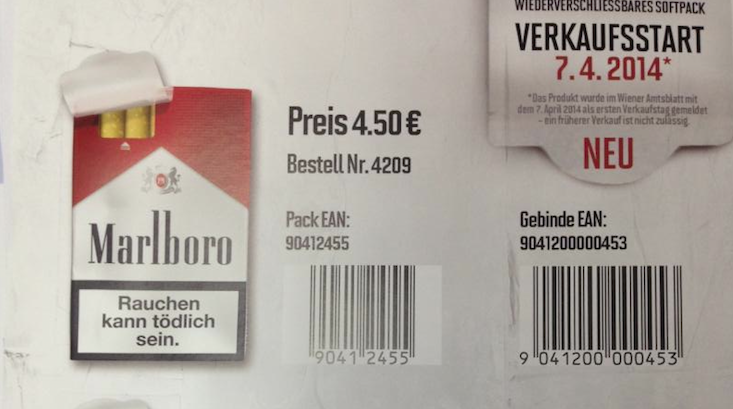 WIEDERVERSCHLIESSBARES SOFTPACK
VERKAUFSSTART
7. 4. 2014*
*Das Produkt wurde im Wiener Amtsblatt mit
dem 7. April 2014 als ersten Verkaufstag gemeldet
- ein früherer Verkauf ist nicht zulässig.
NEU
Preis 4.50 €
Bestell Nr. 4209
Marlboro
Rauchen
kann tödlich
sein.
Pack EAN:
90412455
9041 2455
Gebinde EAN:
9041200000453
9 041200 000453